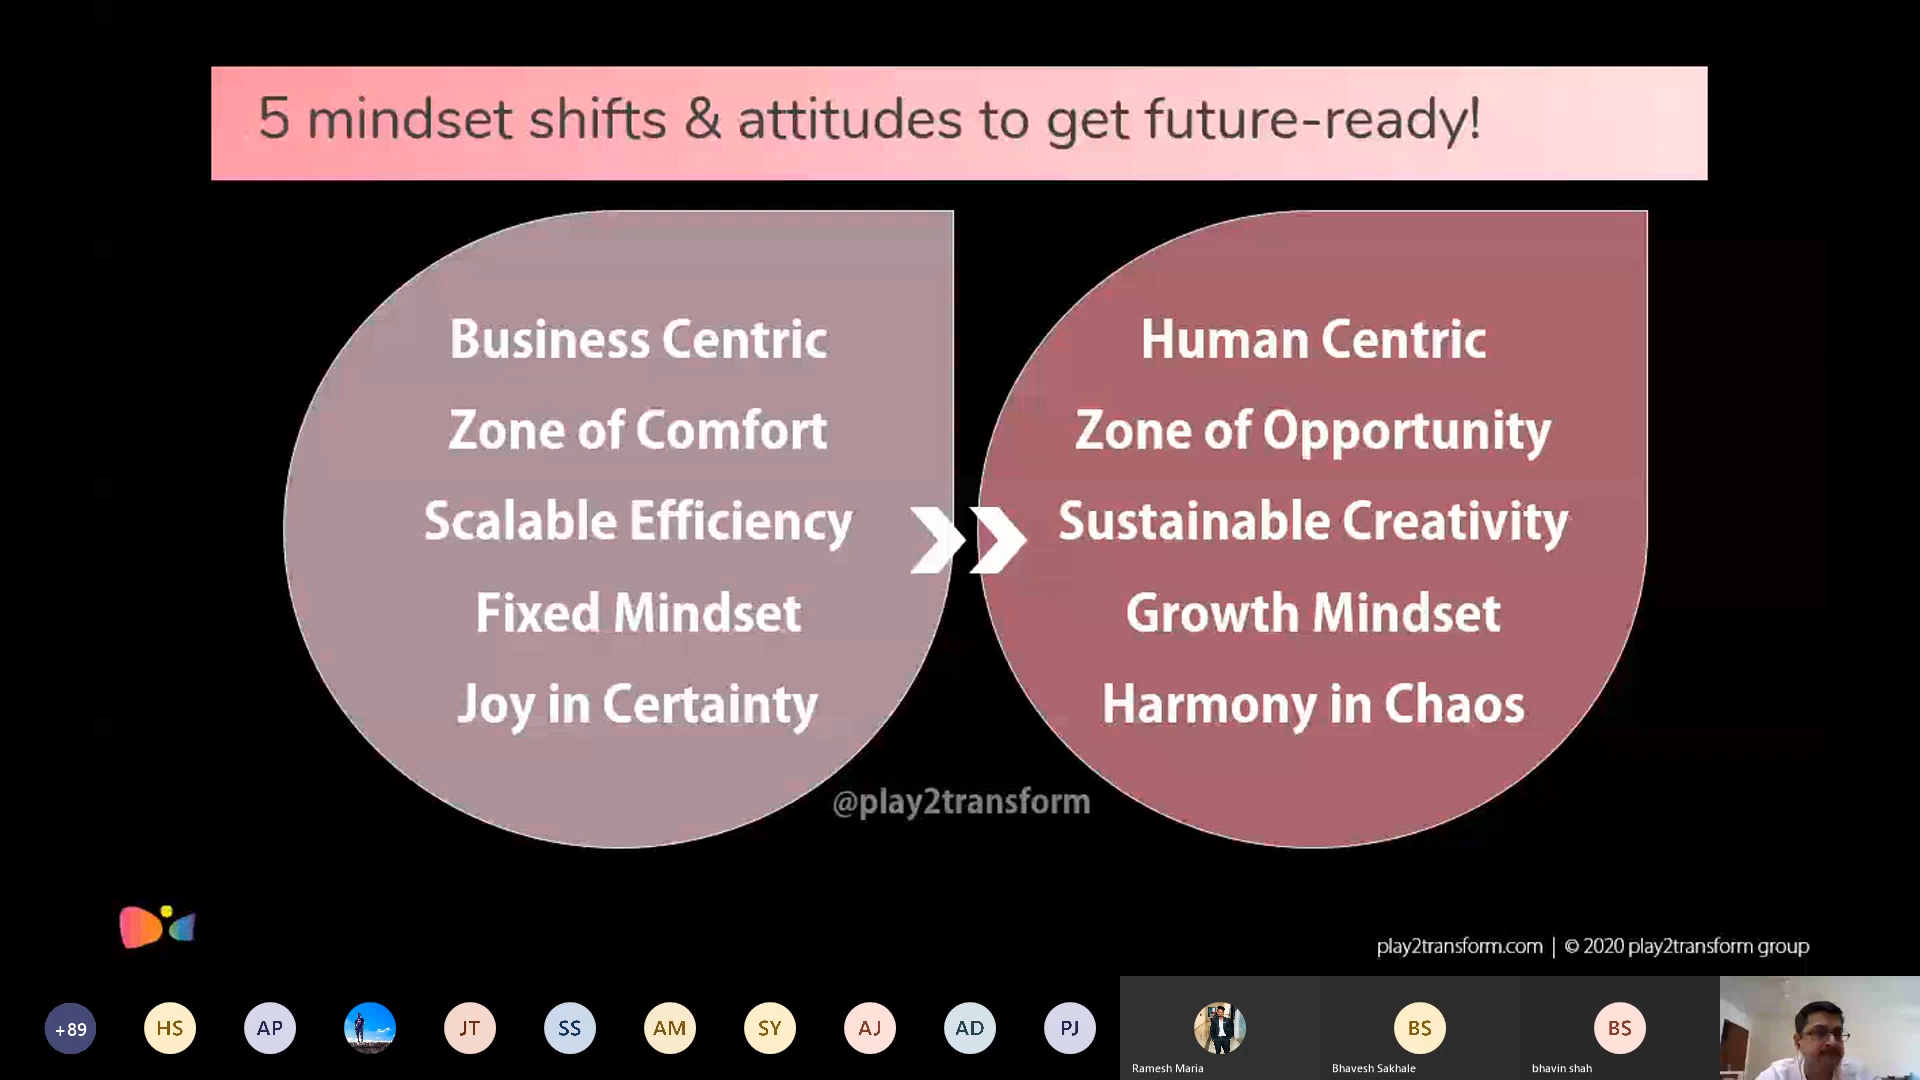 5 mindset shifts & attitudes to get future-ready!
Business Centric
Zone of Comfort
Scalable Efficiency
Fixed Mindset
Joy in Certainty
Human Centric
Zone of Opportunity
Sustainable Creativity
Growth Mindset
Harmony in Chaos
@play2transform
play2transform.com | © 2020 play2transform group
+89
HS
AP
JT
SS
AM
SY
AJ
AD
PJ
BS
BS
Ramesh Maria
Bhavesh Sakhale
bhavin shah